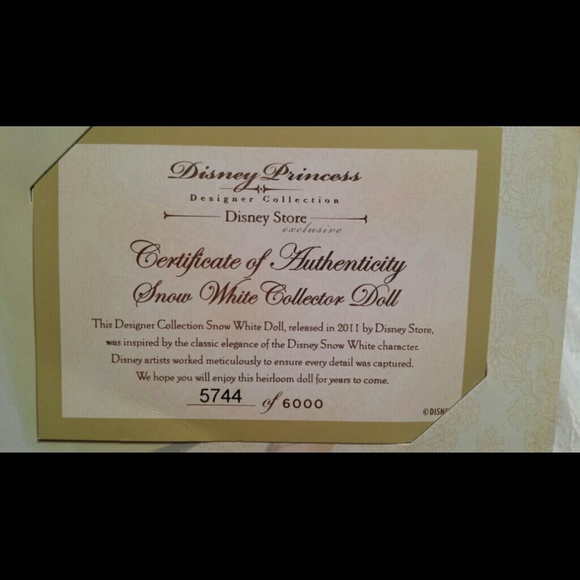 Disney Princess
Designer Collection
Disney Store
exclusive
Certificate of Authenticity
Snow White Collector Doll
This Designer Collection Snow White Doll, released in 2011 by Disney Store,
was inspired by the classic elegance of the Disney Snow White character.
Disney artists worked meticulously to ensure every detail was captured.
We hope you will enjoy this heirloom doll for years to come.
5744 of 6000
©DISN